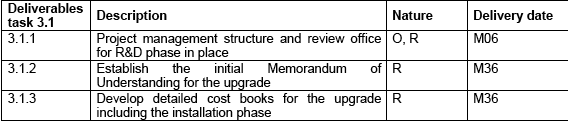 Deliverables task 3.1 Description Nature Delivery date
3.1.1 Project management structure and review office for R&D phase in place O, R M06
3.1.2 Establish the initial Memorandum of Understanding for the upgrade R M36
3.1.3 Develop detailed cost books for the upgrade including the installation phase R M36